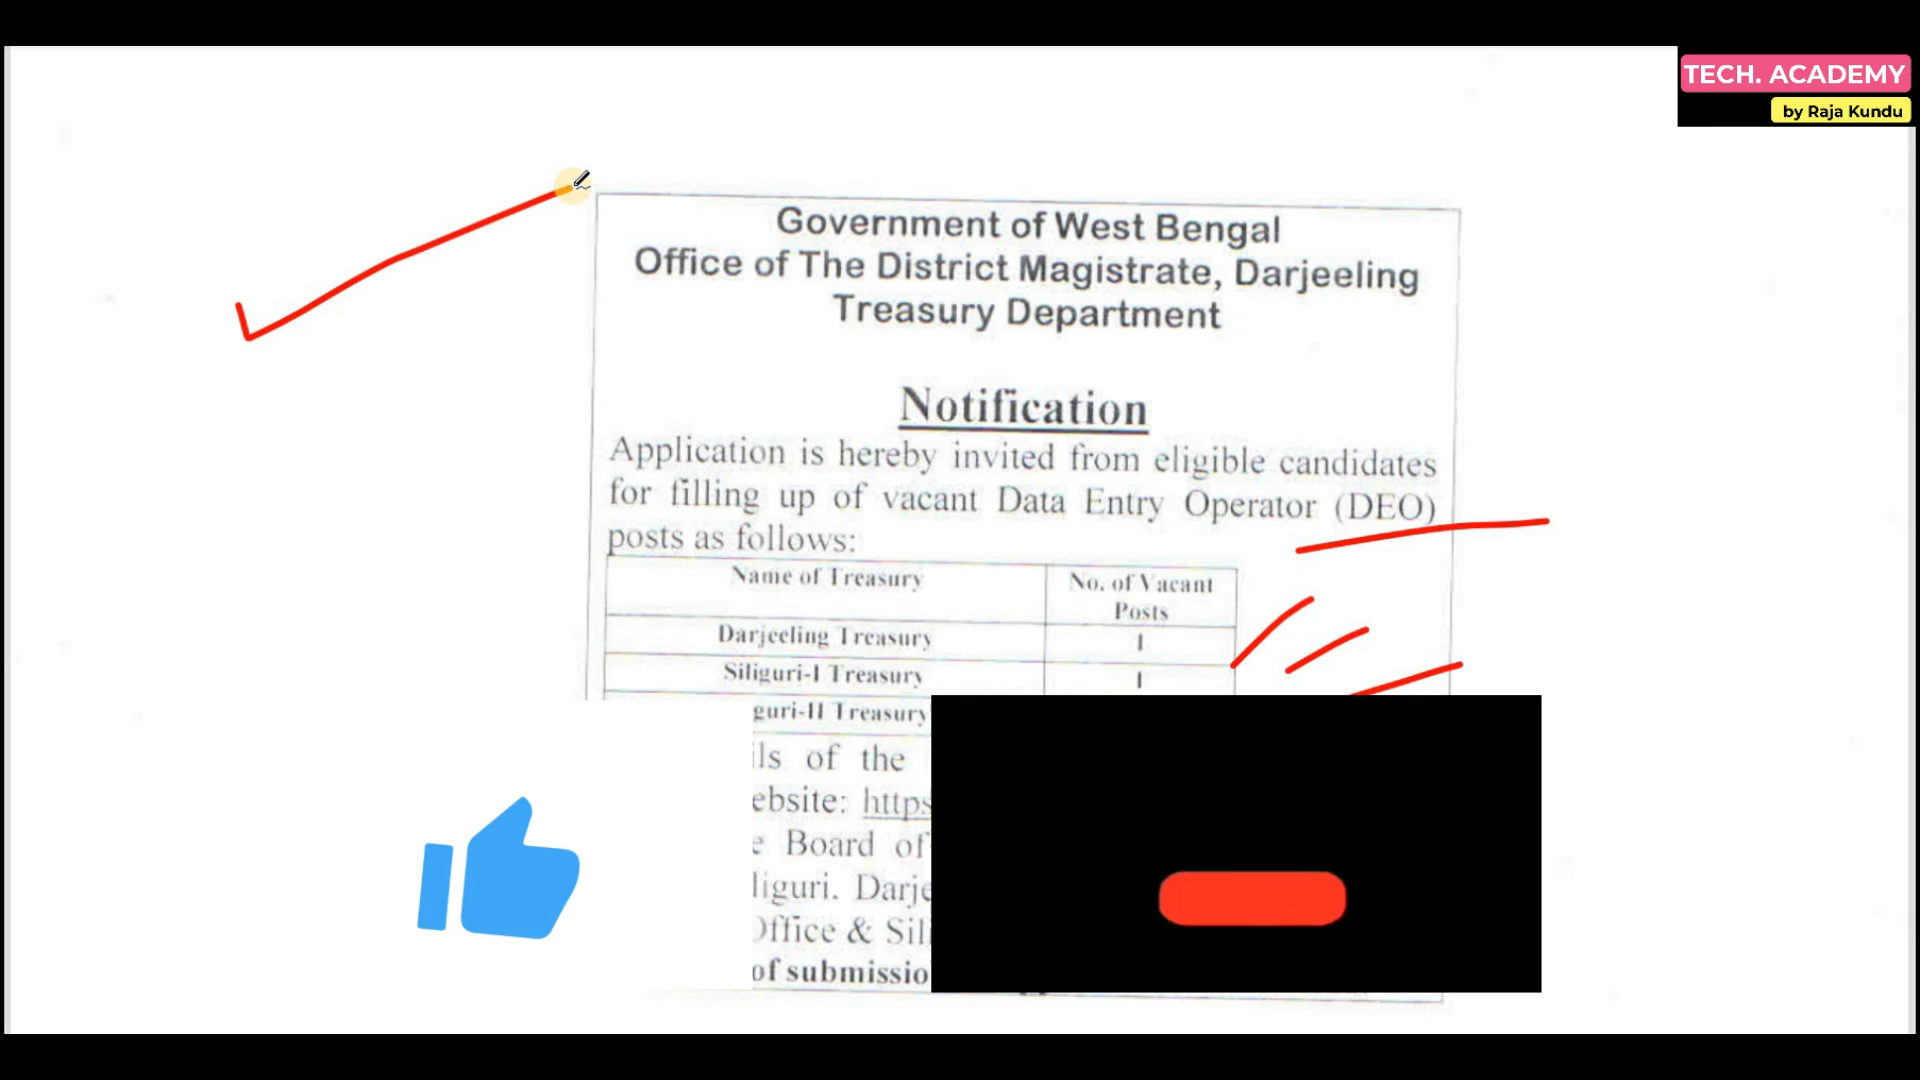 TECH. ACADEMY
by Raja Kundu
Government of West Bengal
Office of The District Magistrate, Darjeeling
Treasury Department
Notification
Application is hereby invited from eligible candidates
for filling up of vacant Data Entry Operator (DEO)
posts as follows:
Name of Treasury No. of Vacant
Posts
Darjeeling Treasury 1
Siliguri-I Treasury 1
guri-II Treasury
ls of the
ebsite: https
e Board of
liguri. Darje
Office & Sil
of submissio